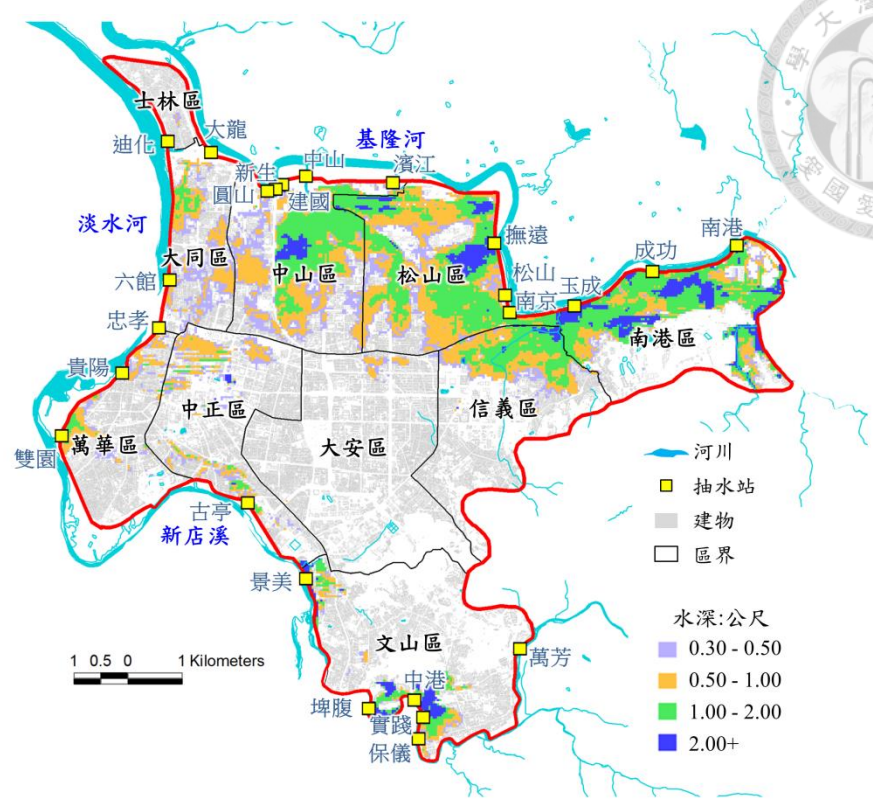 士林區
迪化
大龍
基隆河
新生
中山
濱江
圓山
建國
淡水河
撫遠
南港
成功
大同區
中山區
松山區
六館
松山
玉成
南京
忠孝
南港區
貴陽
中正區
信義區
萬華區
大安區
雙園
河川
抽水站
古亭
新店溪
建物
區界
景美
水深:公尺
文山區
萬芳
0.30 - 0.50
1 0.5 0 1 Kilometers
0.50 - 1.00
中港
1.00 - 2.00
埤腹
實踐
2.00+
保儀
學大
人愛國愛